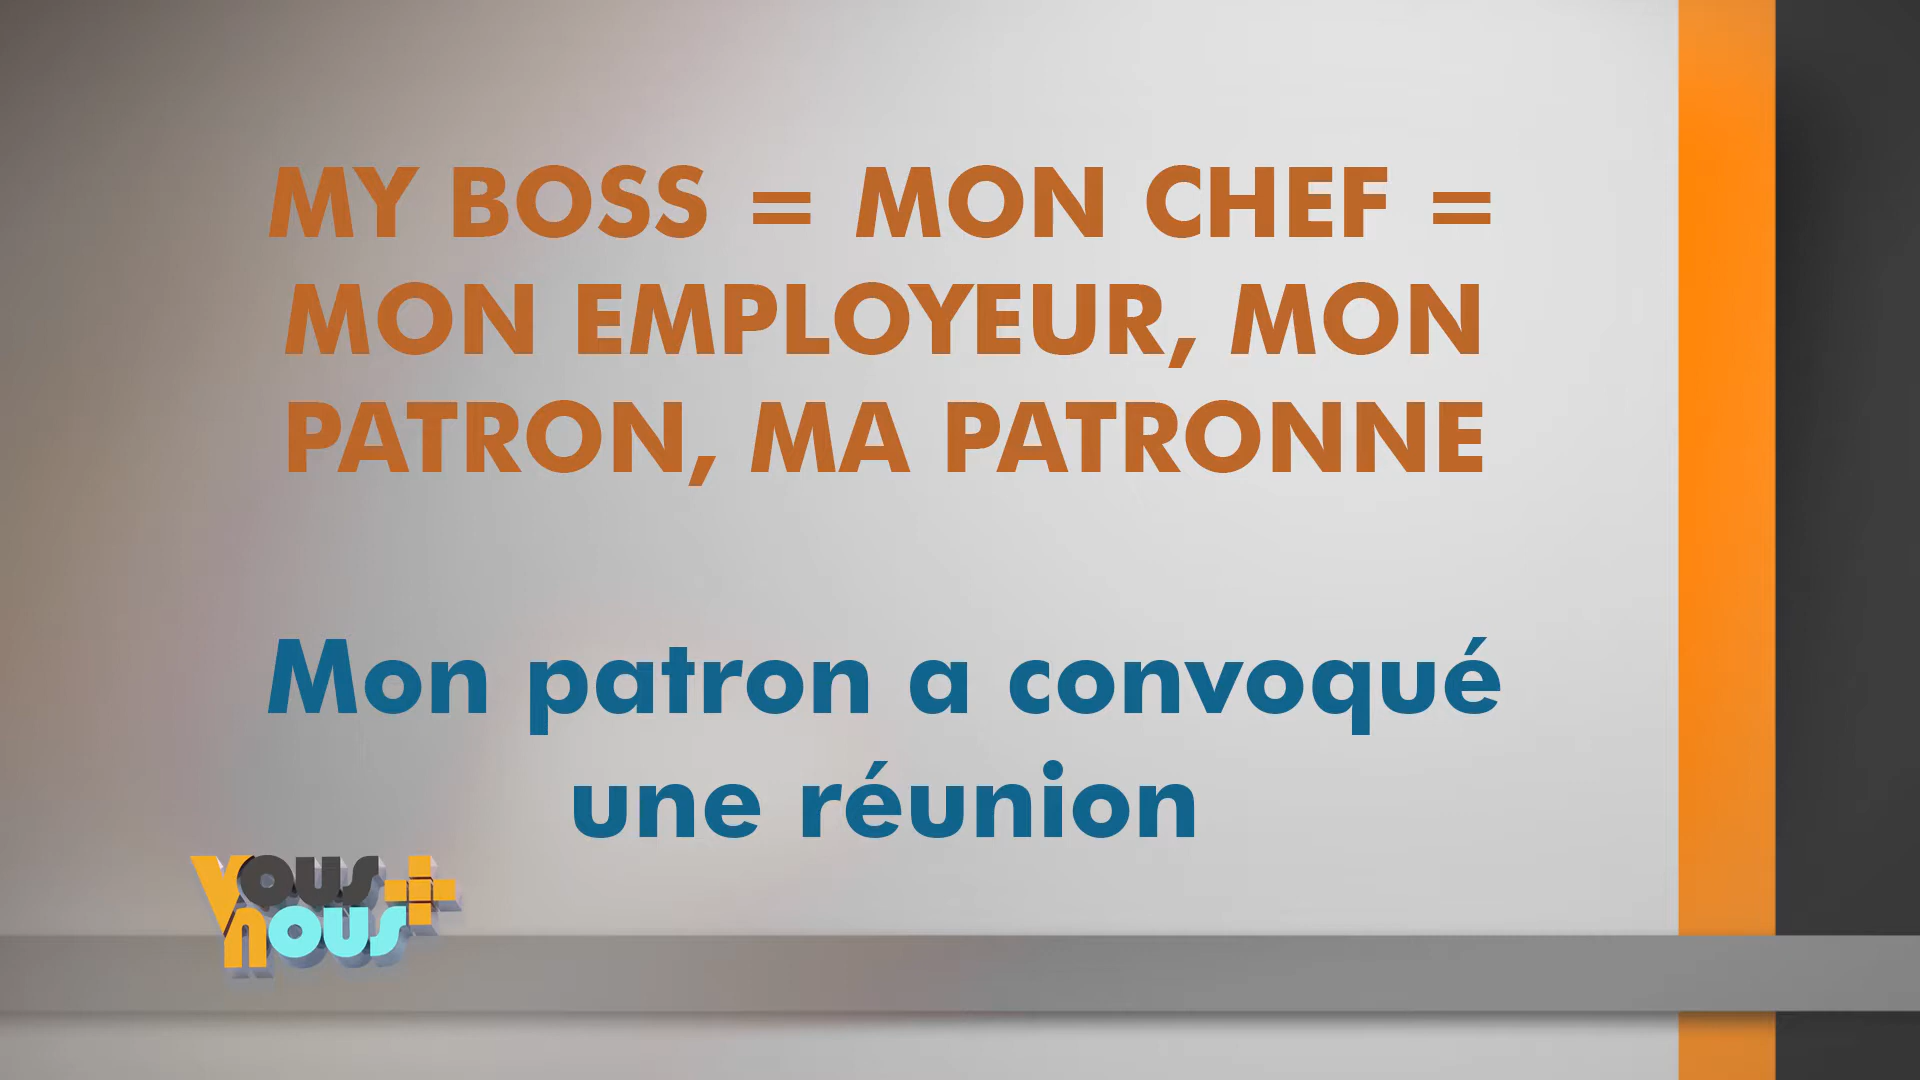 MY BOSS = MON CHEF =
MON EMPLOYEUR, MON
PATRON, MA PATRONNE
Mon patron a convoqué
une réunion
Vous
nous+